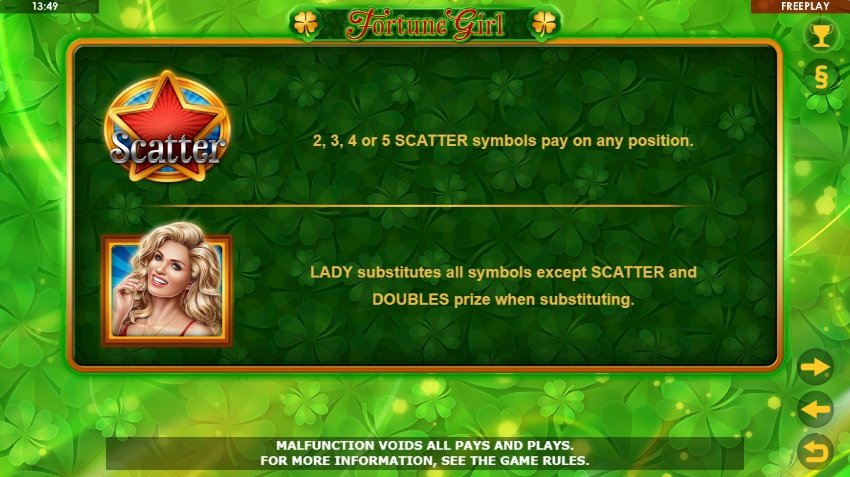 13:49
Fortune Girl
FREEPLAY
§
Scatter
2, 3, 4 or 5 SCATTER symbols pay on any position.
LADY substitutes all symbols except SCATTER and
DOUBLES prize when substituting.
MALFUNCTION VOIDS ALL PAYS AND PLAYS.
FOR MORE INFORMATION, SEE THE GAME RULES.